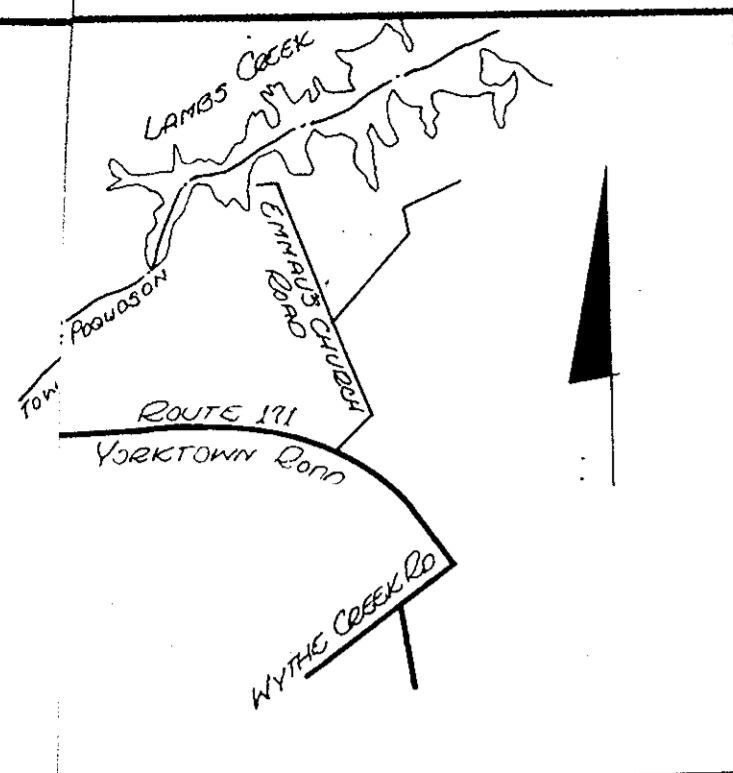 LAMBS CREEK
EMMAUS CHURCH
ROAD
POQUOSON
TOW
ROUTE 171
YORKTOWN ROAD
WYTHE CREEK RD